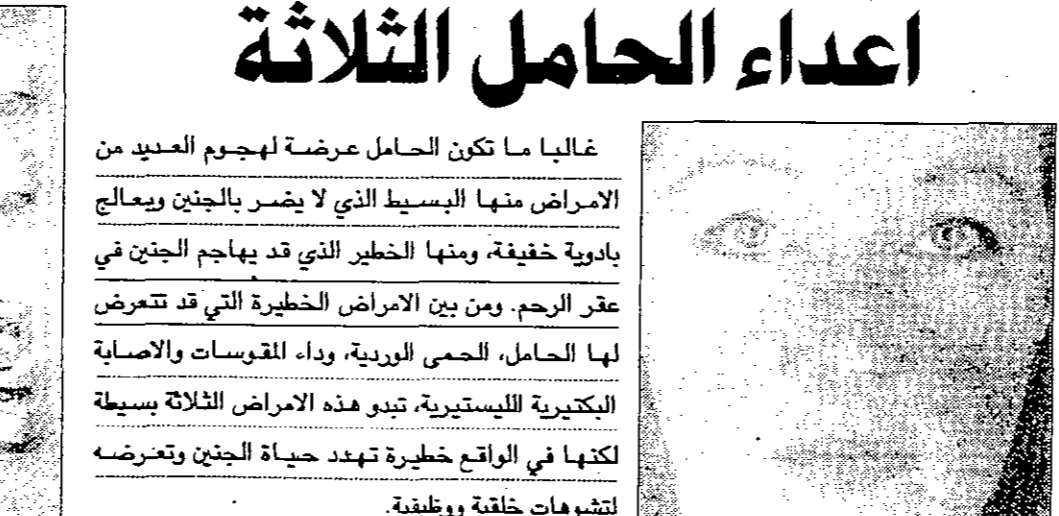 اعداء الحامل الثلاثة
غالبا ما تكون الحامل عرضة لهجوم العديد من
الامراض منها البسيط الذي لا يضر بالجنين ويعالج
بادوية خفيفة، ومنها الخطير الذي قد يهاجم الجنين في
عقر الرحم. ومن بين الامراض الخطيرة التي قد تتعرض
لها الحامل، الحمى الوردية، وداء المقوسات والاصابة
البكتيرية الليستيرية، تبدو هذه الامراض الثلاثة بسيطة
لكنها في الواقع خطيرة تهدد حياة الجنين وتعرضه
لتشوهات خلقية ووظيفية.